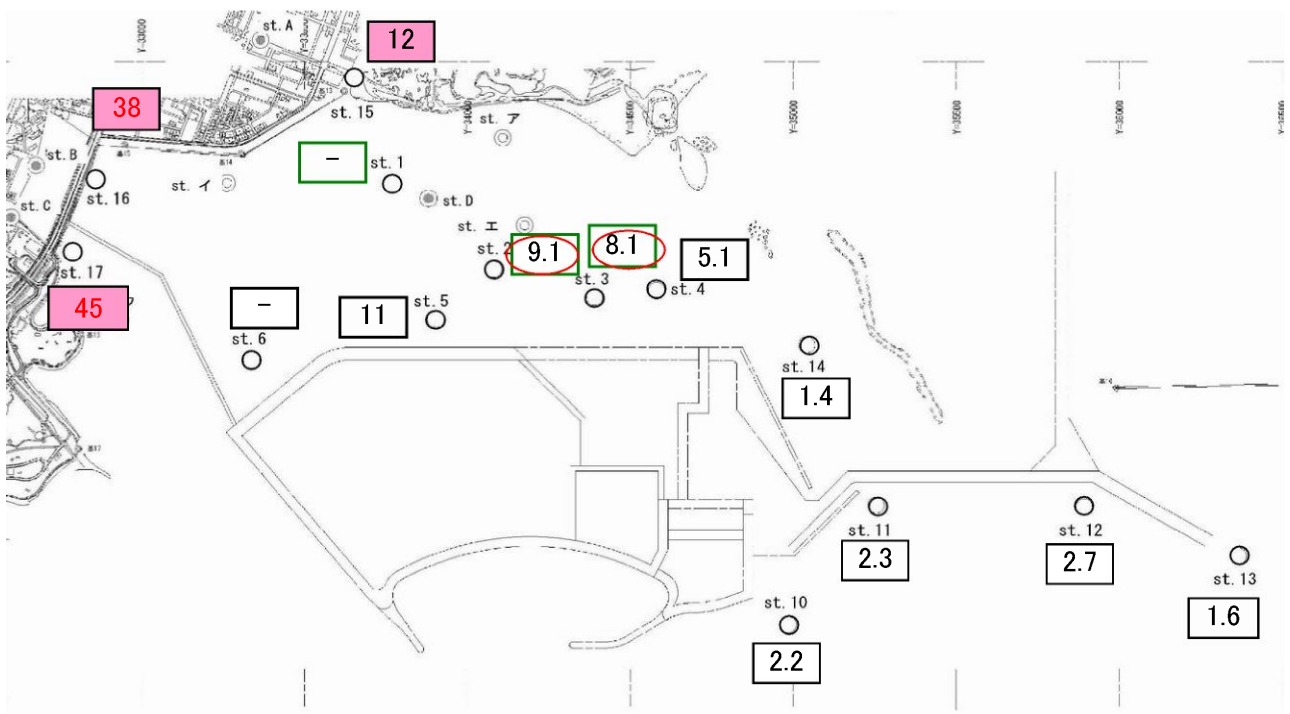 st. A
12
Y=33000
38
st. 15
Y=34000
Y=35000
st. ア
st. B
−
st. 1
st. イ
st. 16
st. D
st. C
st. エ
st. 2
9.1
8.1
5.1
st. 17
st. 3
st. 4
45
−
11
st. 5
st. 6
st. 14
1.4
st. 11
st. 12
2.3
2.7
st. 13
st. 10
1.6
2.2